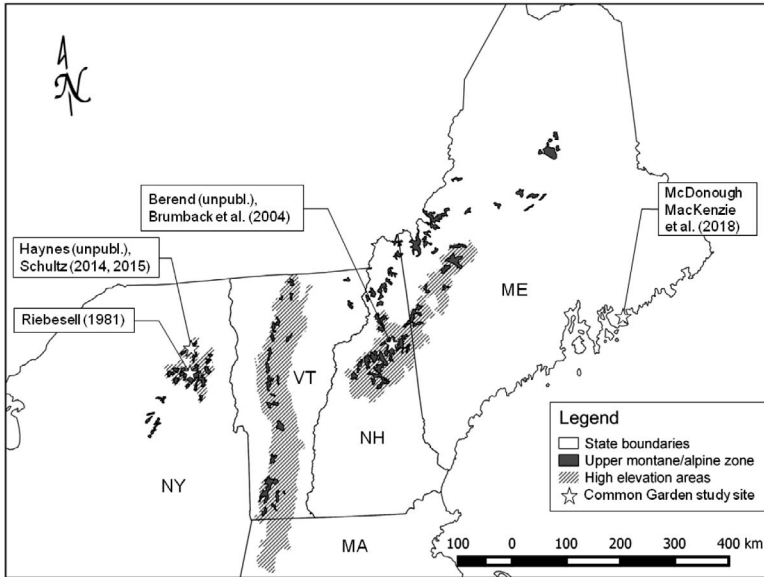 N
Berend (unpubl.),
Brumback et al. (2004)
McDonough
MacKenzie
et al. (2018)
Haynes (unpubl.),
Schultz (2014, 2015)
Riebesell (1981)
ME
VT
NH
NY
MA
Legend
State boundaries
Upper montane/alpine zone
High elevation areas
Common Garden study site
100 0 100 200 300 400 km